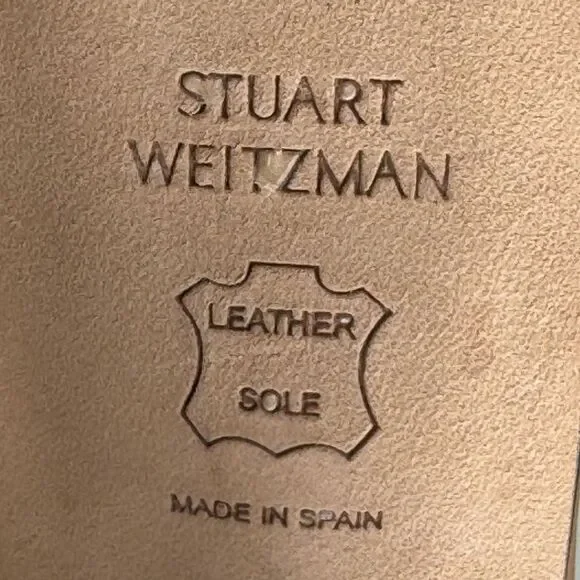 STUART
WEITZMAN
LEATHER
SOLE
MADE IN SPAIN